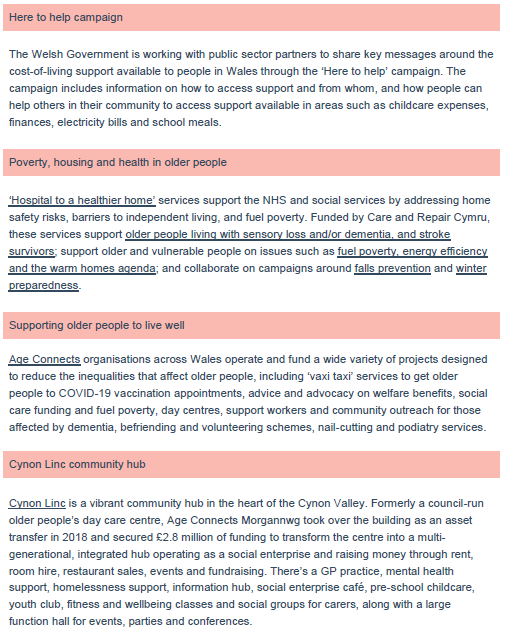 Here to help campaign
The Welsh Government is working with public sector partners to share key messages around the
cost-of-living support available to people in Wales through the ‘Here to help’ campaign. The
campaign includes information on how to access support and from whom, and how people can
help others in their community to access support available in areas such as childcare expenses,
finances, electricity bills and school meals.
Poverty, housing and health in older people
‘Hospital to a healthier home’ services support the NHS and social services by addressing home
safety risks, barriers to independent living, and fuel poverty. Funded by Care and Repair Cymru,
these services support older people living with sensory loss and/or dementia, and stroke
survivors; support older and vulnerable people on issues such as fuel poverty, energy efficiency
and the warm homes agenda; and collaborate on campaigns around falls prevention and winter
preparedness.
Supporting older people to live well
Age Connects organisations across Wales operate and fund a wide variety of projects designed
to reduce the inequalities that affect older people, including ‘vaxi taxi’ services to get older
people to COVID-19 vaccination appointments, advice and advocacy on welfare benefits, social
care funding and fuel poverty, day centres, support workers and community outreach for those
affected by dementia, befriending and volunteering schemes, nail-cutting and podiatry services.
Cynon Linc community hub
Cynon Linc is a vibrant community hub in the heart of the Cynon Valley. Formerly a council-run
older people’s day care centre, Age Connects Morgannwg took over the building as an asset
transfer in 2018 and secured £2.8 million of funding to transform the centre into a multi-
generational, integrated hub operating as a social enterprise and raising money through rent,
room hire, restaurant sales, events and fundraising. There’s a GP practice, mental health
support, homelessness support, information hub, social enterprise café, pre-school childcare,
youth club, fitness and wellbeing classes and social groups for carers, along with a large
function hall for events, parties and conferences.